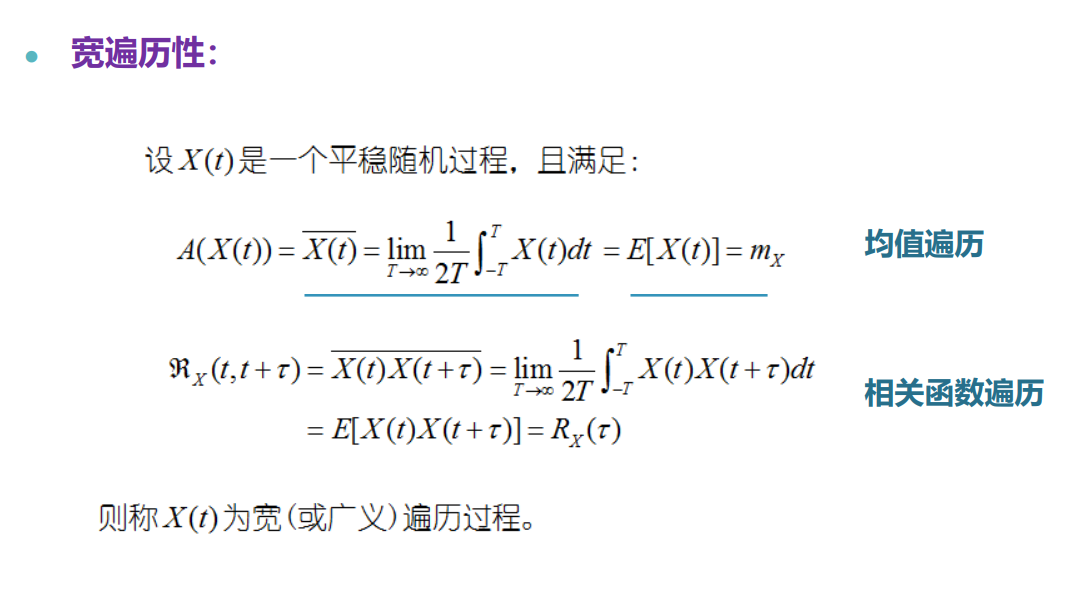 • 宽遍历性：
设 X(t) 是一个平稳随机过程，且满足：
$A(X(t)) = \overline{X(t)} = \lim_{T \to \infty} \frac{1}{2T} \int_{-T}^{T} X(t)dt = E[X(t)] = m_X$ 均值遍历
$\Re_X(t, t+\tau) = \overline{X(t)X(t+\tau)} = \lim_{T \to \infty} \frac{1}{2T} \int_{-T}^{T} X(t)X(t+\tau)dt$ 相关函数遍历
$= E[X(t)X(t+\tau)] = R_X(\tau)$
则称 X(t) 为宽(或广义)遍历过程。